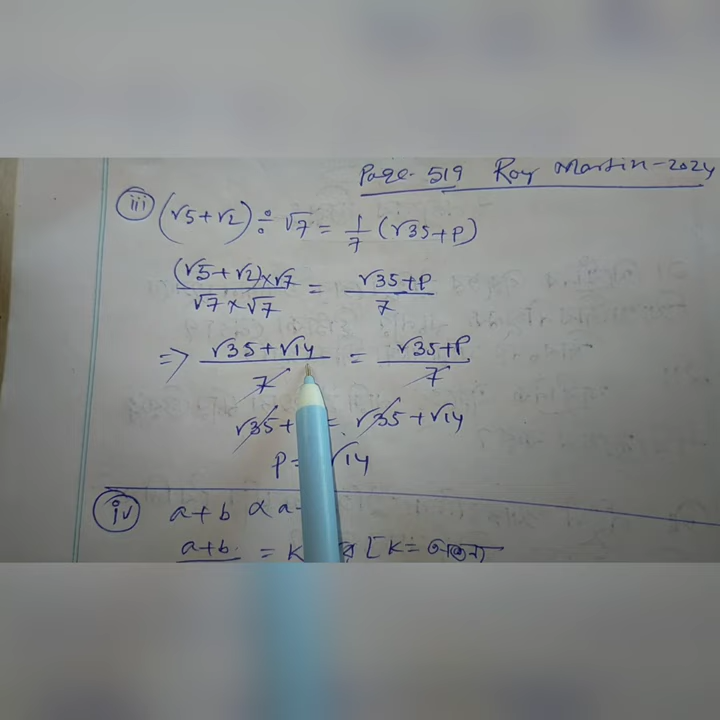 Page - 519 Roy Martin - 2024
(iii) (√5+√2) ÷ √7 = 1/7 (√35+P)
(√5+√2)×√7 / √7×√7 = √35+P / 7
=> √35+√14 / 7 = √35+P / 7
√35+ = √35+√14
P= √14
(iv) a+b ∝ a-
a+b = K [K=